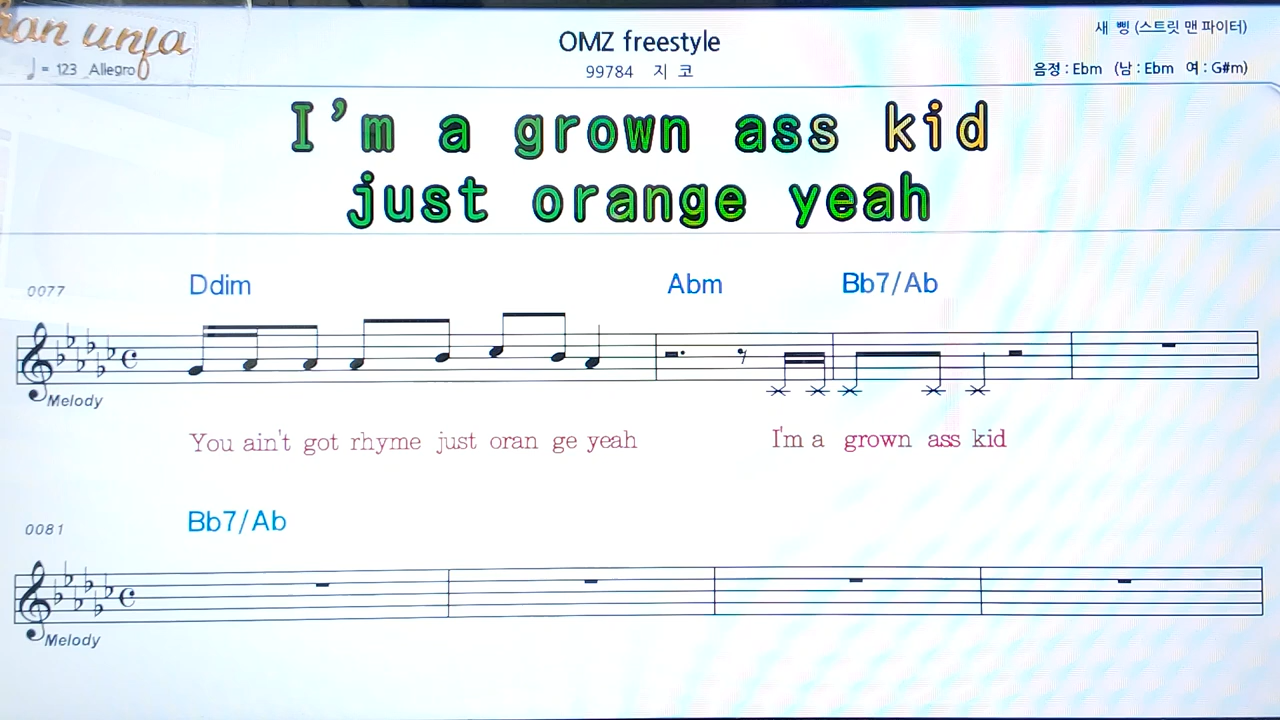 unfa
♩ = 123 Allegro
OMZ freestyle
99784 지 코
새 삥 (스트릿 맨 파이터)
음정 : Ebm (남 : Ebm 여 : G#m)
I'm a grown ass kid
just orange yeah
0077
Ddim Abm Bb7/Ab
Melody
You ain't got rhyme just oran ge yeah I'm a grown ass kid
0081
Bb7/Ab
Melody